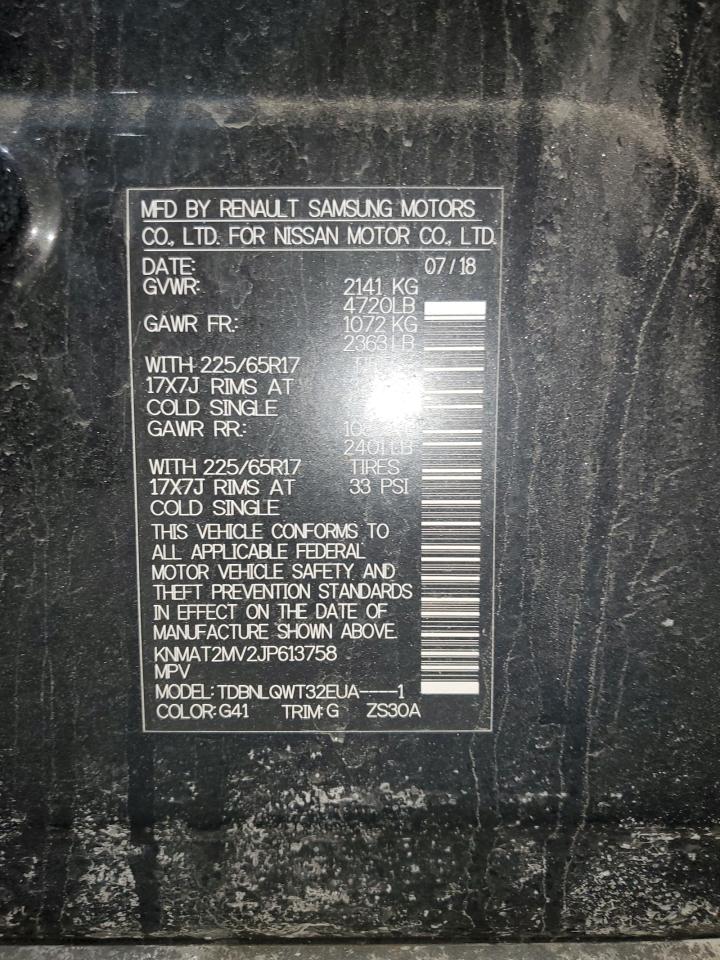 MFD BY RENAULT SAMSUNG MOTORS
CO., LTD. FOR NISSAN MOTOR CO., LTD.
DATE: 07/18
GVWR: 2141 KG
4720LB
GAWR FR.: 1072 KG
2363LB
WITH 225/65R17
17X7J RIMS AT
COLD SINGLE
GAWR RR.:
2401LB
WITH 225/65R17 TIRES
17X7J RIMS AT 33 PSI
COLD SINGLE
THIS VEHICLE CONFORMS TO
ALL APPLICABLE FEDERAL
MOTOR VEHICLE SAFETY AND
THEFT PREVENTION STANDARDS
IN EFFECT ON THE DATE OF
MANUFACTURE SHOWN ABOVE.
KNMAT2MV2JP613758
MPV
MODEL: TDBNLQWT32EUA----1
COLOR: G41 TRIM: G ZS30A